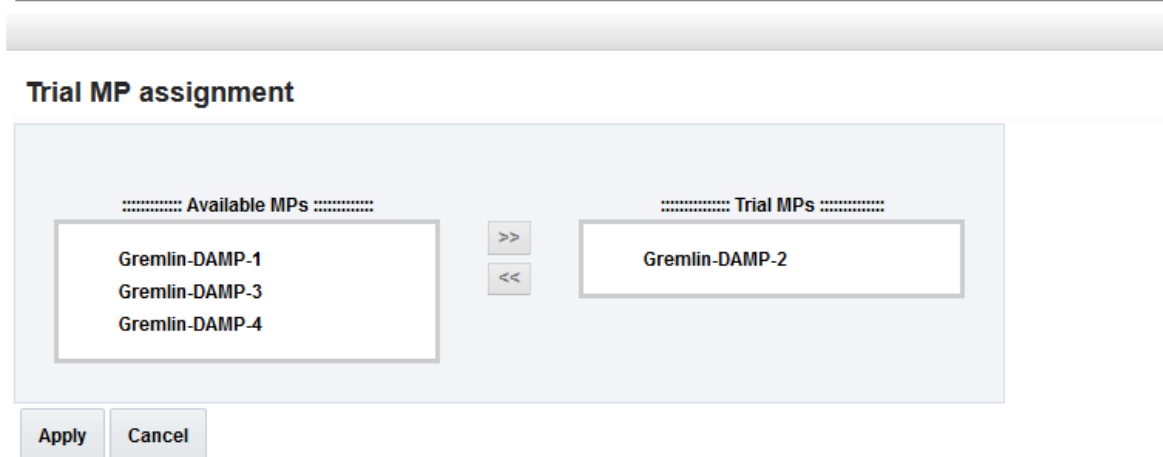 Trial MP assignment
:::::::::::: Available MPs ::::::::::::
Gremlin-DAMP-1
Gremlin-DAMP-3
Gremlin-DAMP-4
>>
<<
:::::::::::::: Trial MPs :::::::::::::
Gremlin-DAMP-2
Apply Cancel